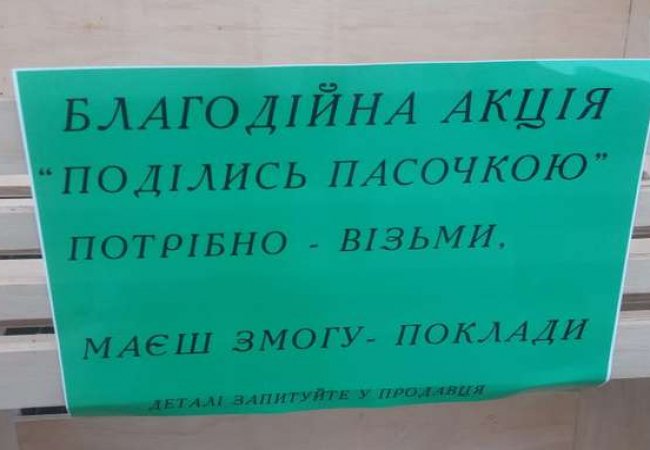 БЛАГОДІЙНА АКЦІЯ
"ПОДІЛИСЬ ПАСОЧКОЮ"
ПОТРІБНО - ВІЗЬМИ,
МАЄШ ЗМОГУ- ПОКЛАДИ
ДЕТАЛІ ЗАПИТУЙТЕ У ПРОДАВЦЯ